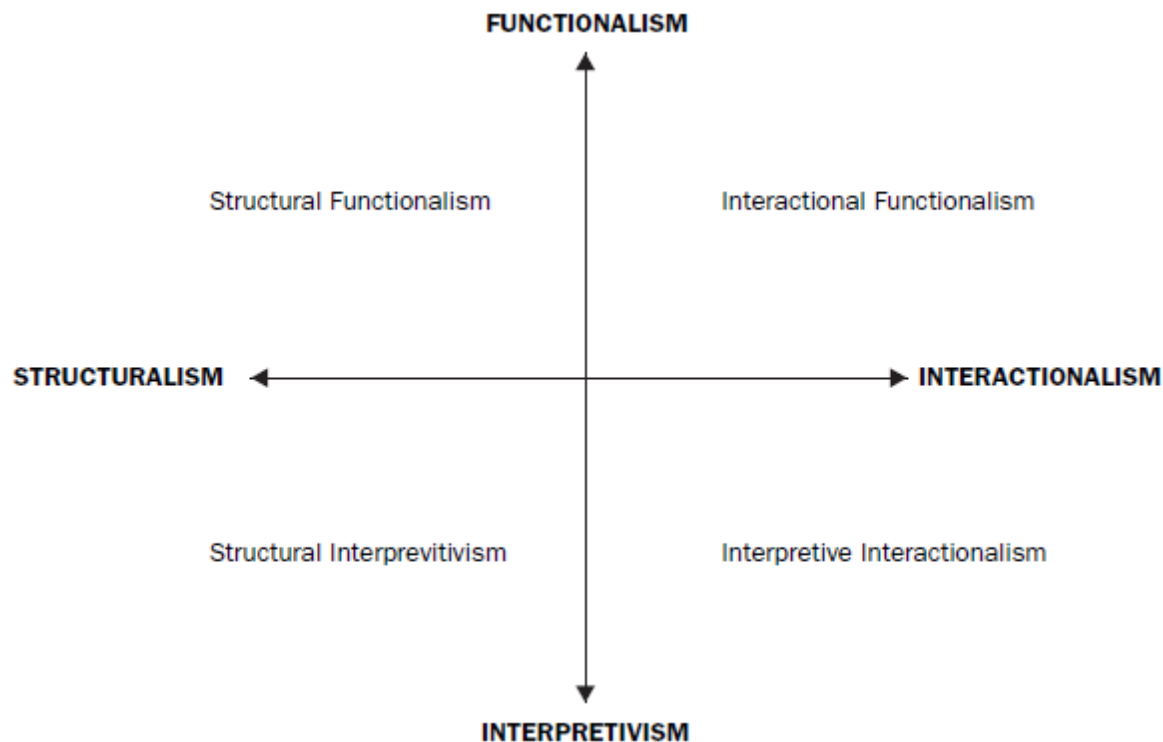 FUNCTIONALISM
Structural Functionalism
Interactional Functionalism
STRUCTURALISM
INTERACTIONALISM
Structural Interprevitivism
Interpretive Interactionalism
INTERPRETIVISM